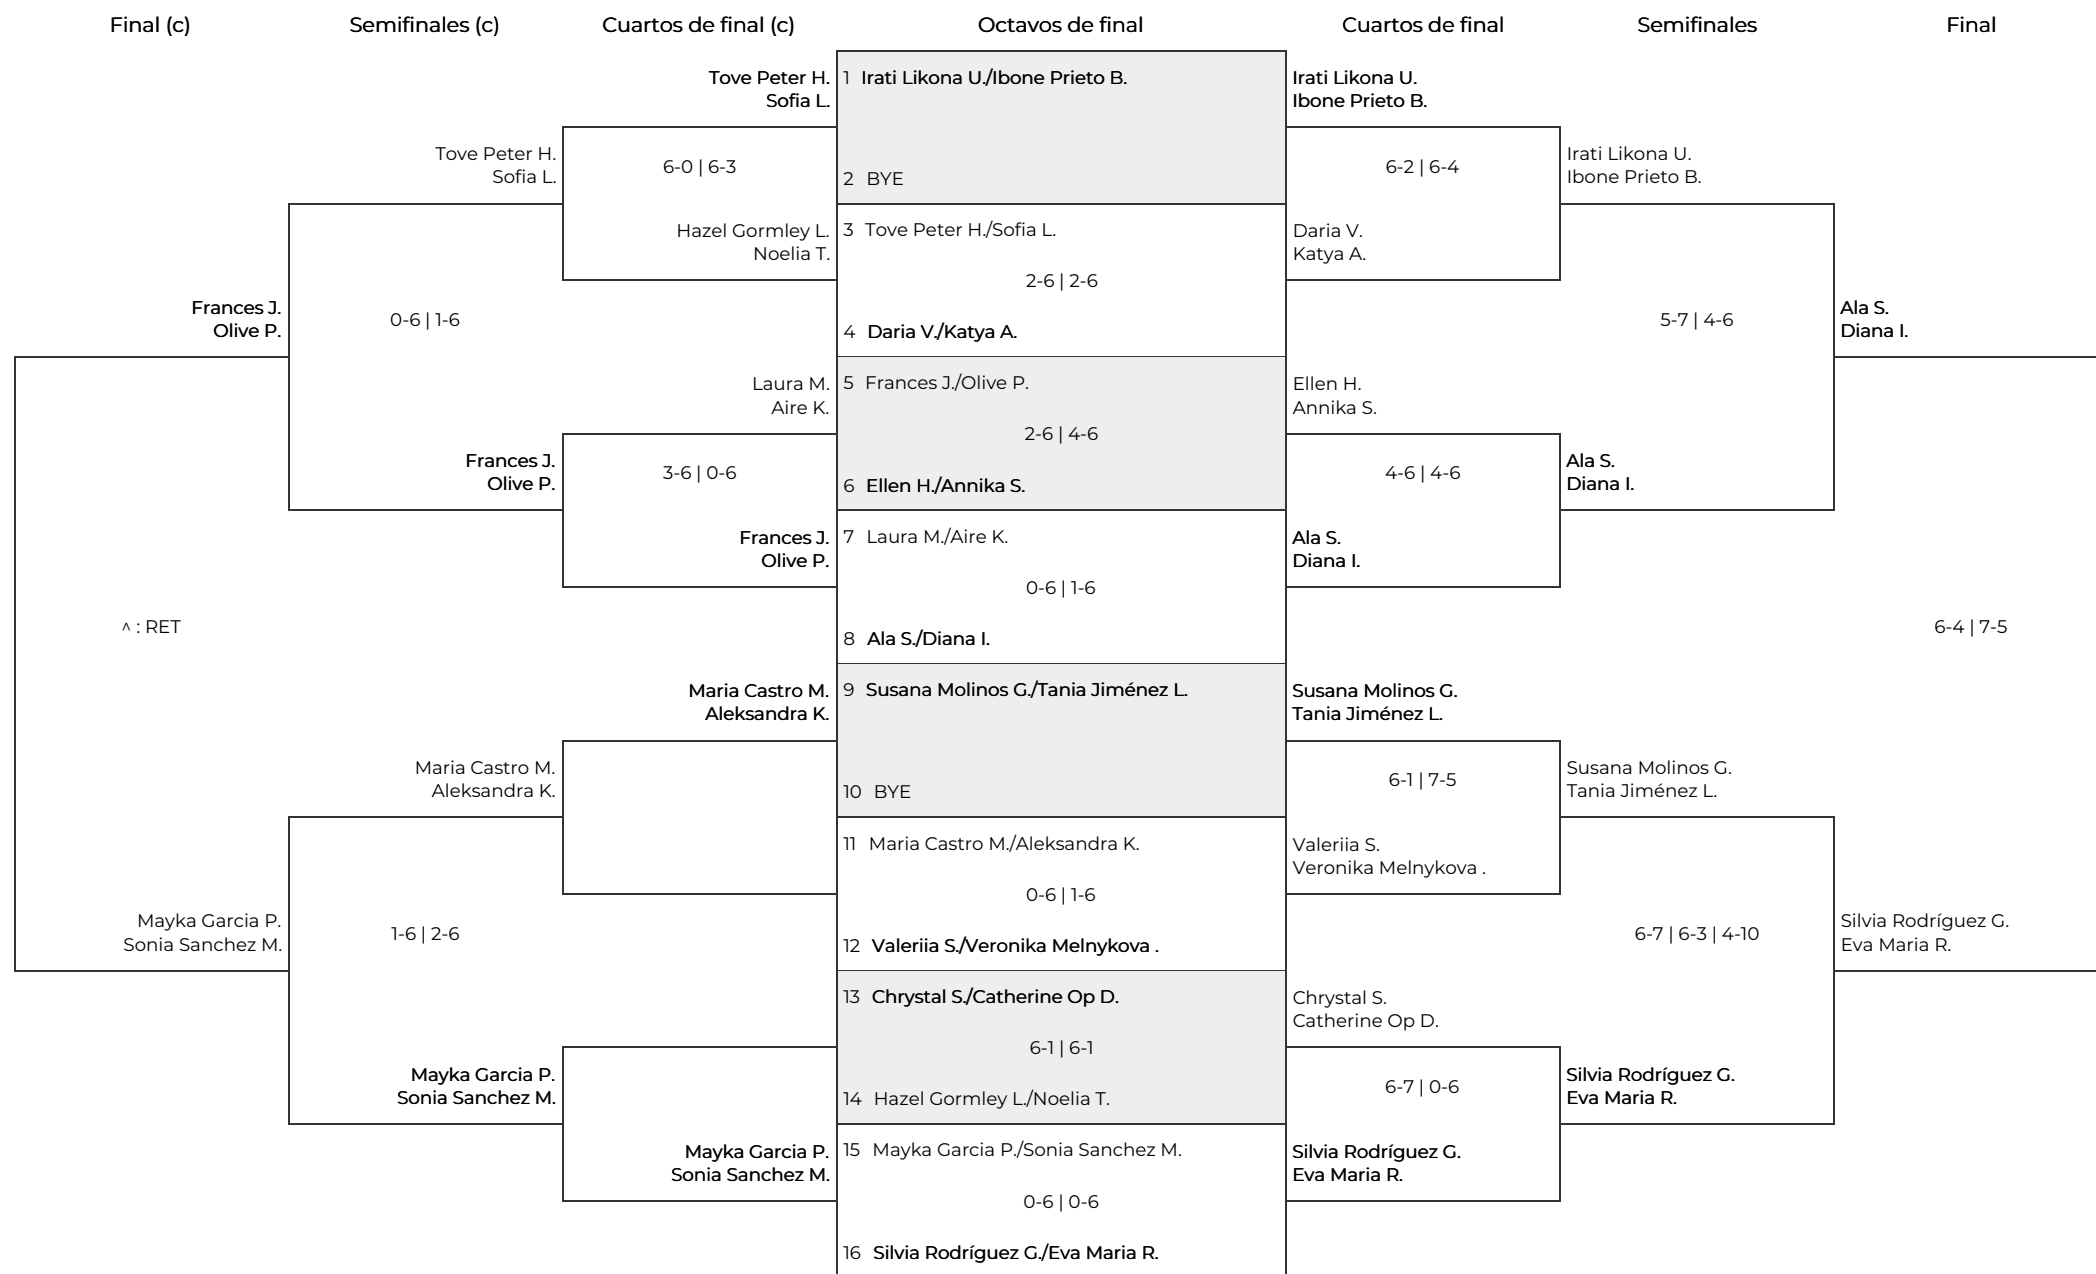 Final (c)
Semifinales (c)
Cuartos de final (c)
Octavos de final
Cuartos de final
Semifinales
Final
Frances J.
Olive P.
^ : RET
Mayka Garcia P.
Sonia Sanchez M.
Tove Peter H.
Sofia L.
0-6 | 1-6
Frances J.
Olive P.
Maria Castro M.
Aleksandra K.
1-6 | 2-6
Mayka Garcia P.
Sonia Sanchez M.
Tove Peter H.
Sofia L.
6-0 | 6-3
Hazel Gormley L.
Noelia T.
Laura M.
Aire K.
3-6 | 0-6
Frances J.
Olive P.
Maria Castro M.
Aleksandra K.
Mayka Garcia P.
Sonia Sanchez M.
1 Irati Likona U./Ibone Prieto B.
2 BYE
3 Tove Peter H./Sofia L.
2-6 | 2-6
4 Daria V./Katya A.
5 Frances J./Olive P.
2-6 | 4-6
6 Ellen H./Annika S.
7 Laura M./Aire K.
0-6 | 1-6
8 Ala S./Diana I.
9 Susana Molinos G./Tania Jiménez L.
10 BYE
11 Maria Castro M./Aleksandra K.
0-6 | 1-6
12 Valeriia S./Veronika Melnykova .
13 Chrystal S./Catherine Op D.
6-1 | 6-1
14 Hazel Gormley L./Noelia T.
15 Mayka Garcia P./Sonia Sanchez M.
0-6 | 0-6
16 Silvia Rodríguez G./Eva Maria R.
Irati Likona U.
Ibone Prieto B.
6-2 | 6-4
Daria V.
Katya A.
Ellen H.
Annika S.
4-6 | 4-6
Ala S.
Diana I.
Susana Molinos G.
Tania Jiménez L.
6-1 | 7-5
Valeriia S.
Veronika Melnykova .
Chrystal S.
Catherine Op D.
6-7 | 0-6
Silvia Rodríguez G.
Eva Maria R.
Irati Likona U.
Ibone Prieto B.
5-7 | 4-6
Ala S.
Diana I.
Susana Molinos G.
Tania Jiménez L.
6-7 | 6-3 | 4-10
Silvia Rodríguez G.
Eva Maria R.
Ala S.
Diana I.
6-4 | 7-5
Silvia Rodríguez G.
Eva Maria R.